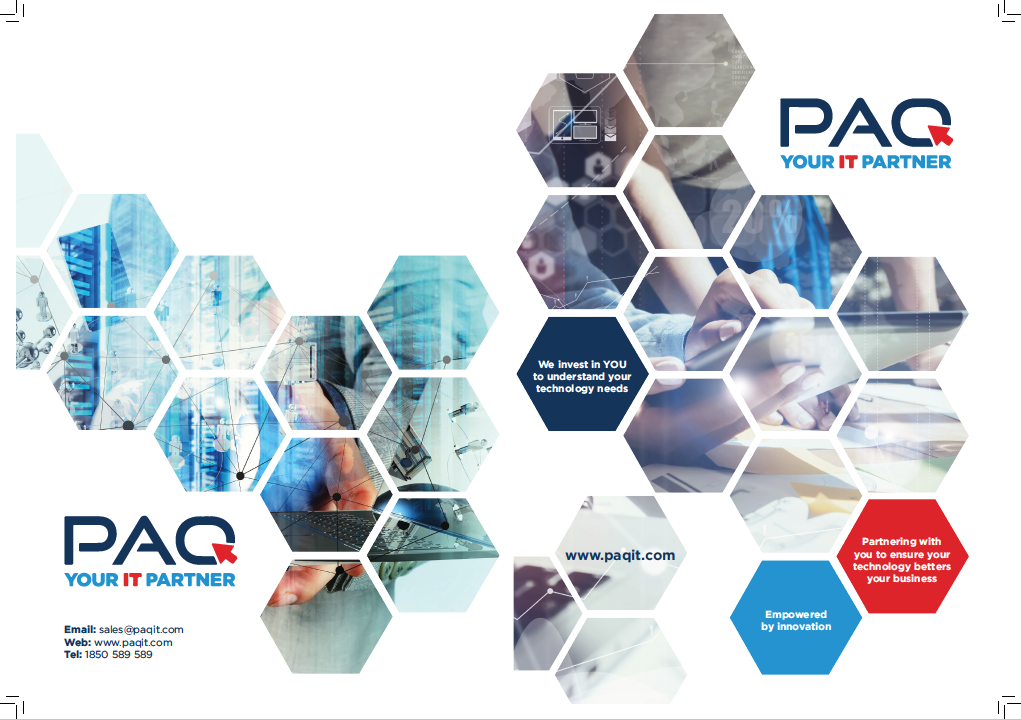 PAQ
YOUR IT PARTNER
Email: sales@paqit.com
Web: www.paqit.com
Tel: 1850 589 589
PAQ
YOUR IT PARTNER
20%
We invest in YOU
to understand your
technology needs
www.paqit.com
Partnering with
you to ensure your
technology betters
your business
Empowered
by innovation